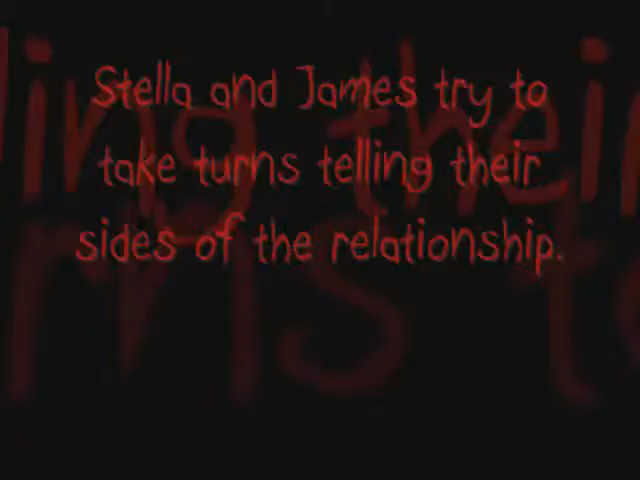 Stella and James try to
take turns telling their
sides of the relationship.